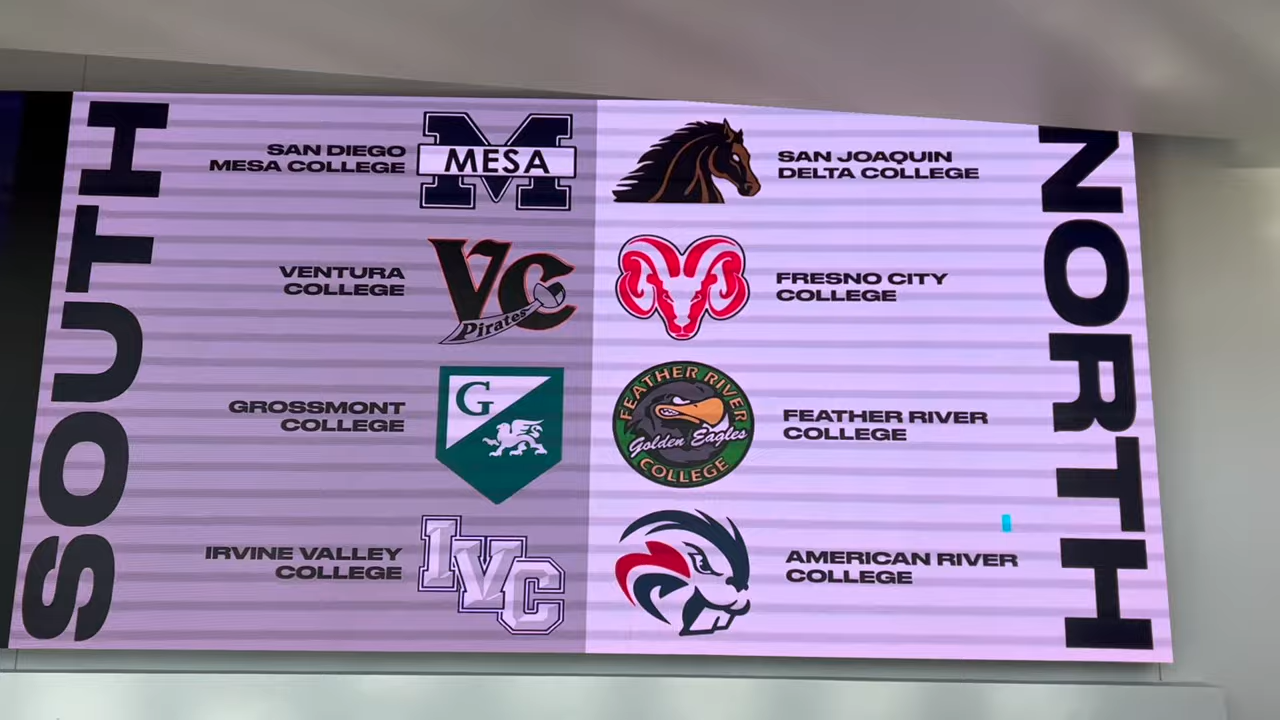 SOUTH
SAN DIEGO
MESA COLLEGE
MESA
VENTURA
COLLEGE
VC
Pirates
GROSSMONT
COLLEGE
G
IRVINE VALLEY
COLLEGE
IVC
SAN JOAQUIN
DELTA COLLEGE
FRESNO CITY
COLLEGE
FEATHER RIVER
Golden Eagles
COLLEGE
FEATHER RIVER
COLLEGE
AMERICAN RIVER
COLLEGE
NORTH